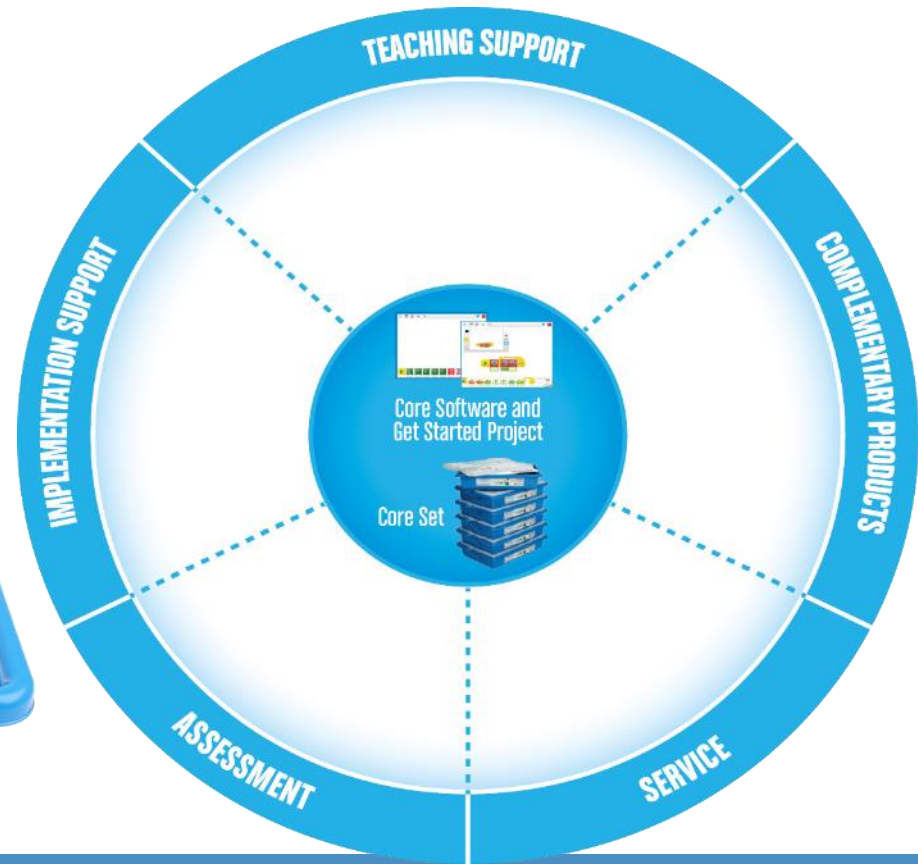 TEACHING SUPPORT
IMPLEMENTATION SUPPORT
COMPLEMENTARY PRODUCTS
Core Software and
Get Started Project
Core Set
ASSESSMENT
SERVICE